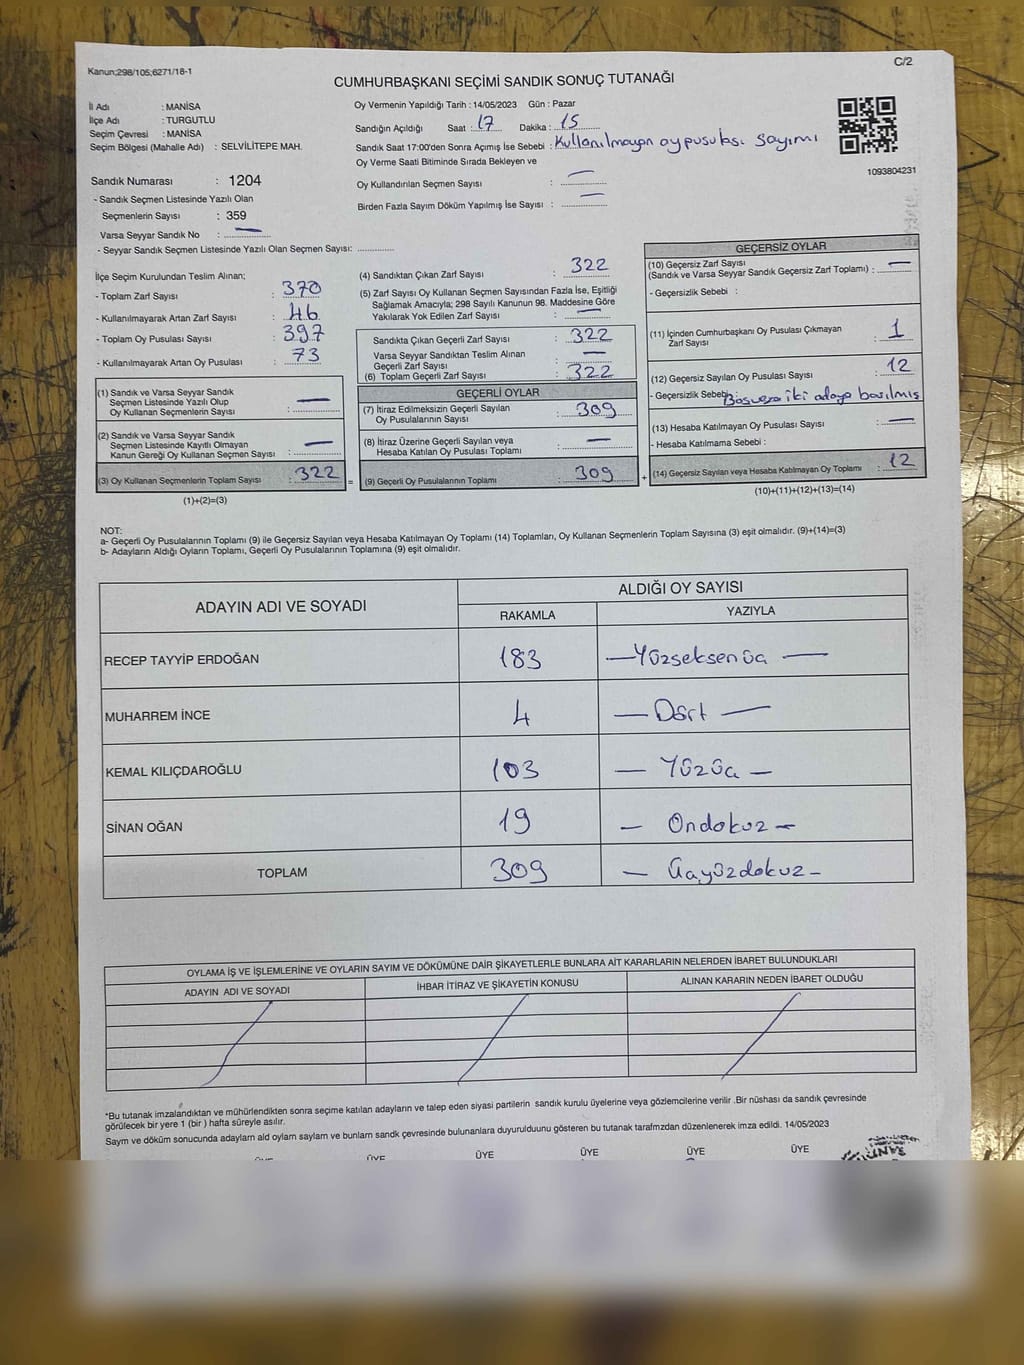 Kanun;298/105;6271/18-1
C/2
CUMHURBAŞKANI SEÇİMİ SANDIK SONUÇ TUTANAĞI
İl Adı : MANİSA
İlçe Adı : TURGUTLU
Seçim Çevresi : MANİSA
Seçim Bölgesi (Mahalle Adı) : SELVİLİTEPE MAH.
Oy Vermenin Yapıldığı Tarih : 14/05/2023 Gün : Pazar
Sandığın Açıldığı Saat : 17 Dakika : 15
Sandık Saat 17:00'den Sonra Açımış İse Sebebi : Kullanılmayan oy pusulası sayımı
Oy Verme Saati Bitiminde Sırada Bekleyen ve
Oy Kullandırılan Seçmen Sayısı : —
Birden Fazla Sayım Döküm Yapılmış İse Sayısı : —
1093804231
Sandık Numarası : 1204
- Sandık Seçmen Listesinde Yazılı Olan
Seçmenlerin Sayısı : 359
Varsa Seyyar Sandık No : —
- Seyyar Sandık Seçmen Listesinde Yazılı Olan Seçmen Sayısı: ..............
İlçe Seçim Kurulundan Teslim Alınan;
- Toplam Zarf Sayısı : 370
- Kullanılmayarak Artan Zarf Sayısı : 46
- Toplam Oy Pusulası Sayısı : 397
- Kullanılmayarak Artan Oy Pusulası : 73
(1) Sandık ve Varsa Seyyar Sandık
Seçmen Listesinde Yazılı Olup
Oy Kullanan Seçmenlerin Sayısı : —
(2) Sandık ve Varsa Seyyar Sandık
Seçmen Listesinde Kayıtlı Olmayan
Kanun Gereği Oy Kullanan Seçmen Sayısı : —
(3) Oy Kullanan Seçmenlerin Toplam Sayısı : 322
(1)+(2)=(3)
(4) Sandıktan Çıkan Zarf Sayısı : 322
(5) Zarf Sayısı Oy Kullanan Seçmen Sayısından Fazla İse, Eşitliği
Sağlamak Amacıyla; 298 Sayılı Kanunun 98. Maddesine Göre
Yakılarak Yok Edilen Zarf Sayısı : —
Sandıkta Çıkan Geçerli Zarf Sayısı : 322
Varsa Seyyar Sandıktan Teslim Alınan
Geçerli Zarf Sayısı : —
(6) Toplam Geçerli Zarf Sayısı : 322
GEÇERLİ OYLAR
(7) İtiraz Edilmeksizin Geçerli Sayılan
Oy Pusulalarının Sayısı : 309
(8) İtiraz Üzerine Geçerli Sayılan veya
Hesaba Katılan Oy Pusulası Toplamı : —
= (9) Geçerli Oy Pusulalarının Toplamı : 309
GEÇERSİZ OYLAR
(10) Geçersiz Zarf Sayısı
(Sandık ve Varsa Seyyar Sandık Geçersiz Zarf Toplamı) : —
- Geçersizlik Sebebi :
(11) İçinden Cumhurbaşkanı Oy Pusulası Çıkmayan
Zarf Sayısı : 1
(12) Geçersiz Sayılan Oy Pusulası Sayısı : 12
- Geçersizlik Sebebi Boş veya iki adaya basılmış
(13) Hesaba Katılmayan Oy Pusulası Sayısı : —
- Hesaba Katılmama Sebebi :
+ (14) Geçersiz Sayılan veya Hesaba Katılmayan Oy Toplamı : 12
(10)+(11)+(12)+(13)=(14)
NOT:
a- Geçerli Oy Pusulalarının Toplamı (9) ile Geçersiz Sayılan veya Hesaba Katılmayan Oy Toplamı (14) Toplamları, Oy Kullanan Seçmenlerin Toplam Sayısına (3) eşit olmalıdır. (9)+(14)=(3)
b- Adayların Aldığı Oyların Toplamı, Geçerli Oy Pusulalarının Toplamına (9) eşit olmalıdır.
ADAYIN ADI VE SOYADI
ALDIĞI OY SAYISI
RAKAMLA YAZIYLA
RECEP TAYYİP ERDOĞAN 183 — Yüzseksenüç —
MUHARREM İNCE 4 — Dört —
KEMAL KILIÇDAROĞLU 103 — Yüzüç —
SİNAN OĞAN 19 — Ondokuz —
TOPLAM 309 — Üçyüzdokuz —
OYLAMA İŞ VE İŞLEMLERİNE VE OYLARIN SAYIM VE DÖKÜMÜNE DAİR ŞİKAYETLERLE BUNLARA AİT KARARLARIN NELERDEN İBARET BULUNDUKLARI
ADAYIN ADI VE SOYADI İHBAR İTİRAZ VE ŞİKAYETİN KONUSU ALINAN KARARIN NEDEN İBARET OLDUĞU
*Bu tutanak imzalandıktan ve mühürlendikten sonra seçime katılan adayların ve talep eden siyasi partilerin sandık kurulu üyelerine veya gözlemcilerine verilir .Bir nüshası da sandık çevresinde
görülecek bir yere 1 (bir ) hafta süreyle asılır.
Sayım ve döküm sonucunda adayların ald oyların sayların ve bunların sandk çevresinde bulunanlara duyurulduunu gösteren bu tutanak tarafmzdan düzenlenerek imza edildi. 14/05/2023
ÜYE ÜYE ÜYE ÜYE ÜYE ÜYE